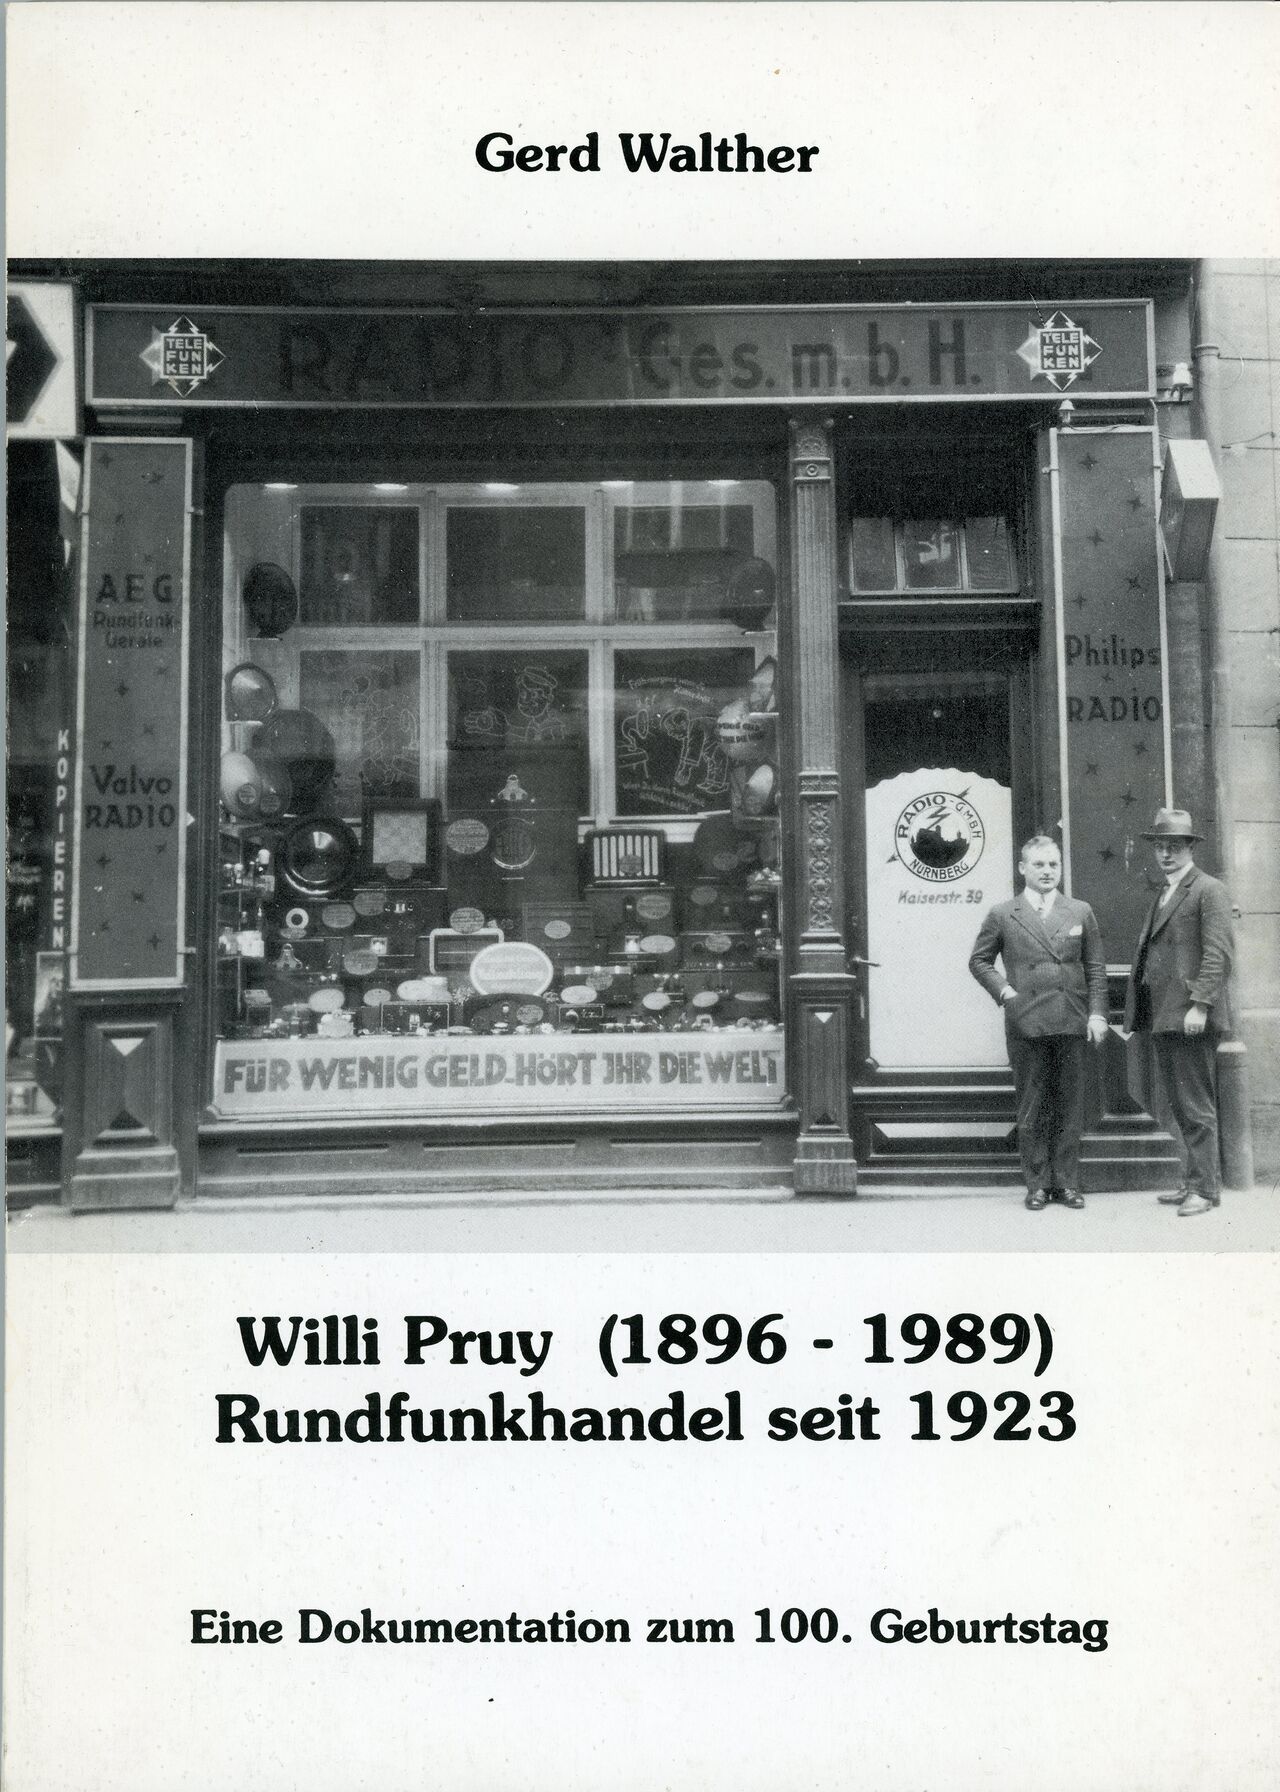 Gerd Walther
TELE
FUN
KEN
RADIO Ges. m. b. H.
TELE
FUN
KEN
AEG
Rundfunk
Geräte
Valvo
RADIO
KOPIEREN
Philips
RADIO
RADIO-GMBH
NÜRNBERG
Kaiserstr. 39
FÜR WENIG GELD-HÖRT IHR DIE WELT
Willi Pruy (1896 - 1989)
Rundfunkhandel seit 1923
Eine Dokumentation zum 100. Geburtstag